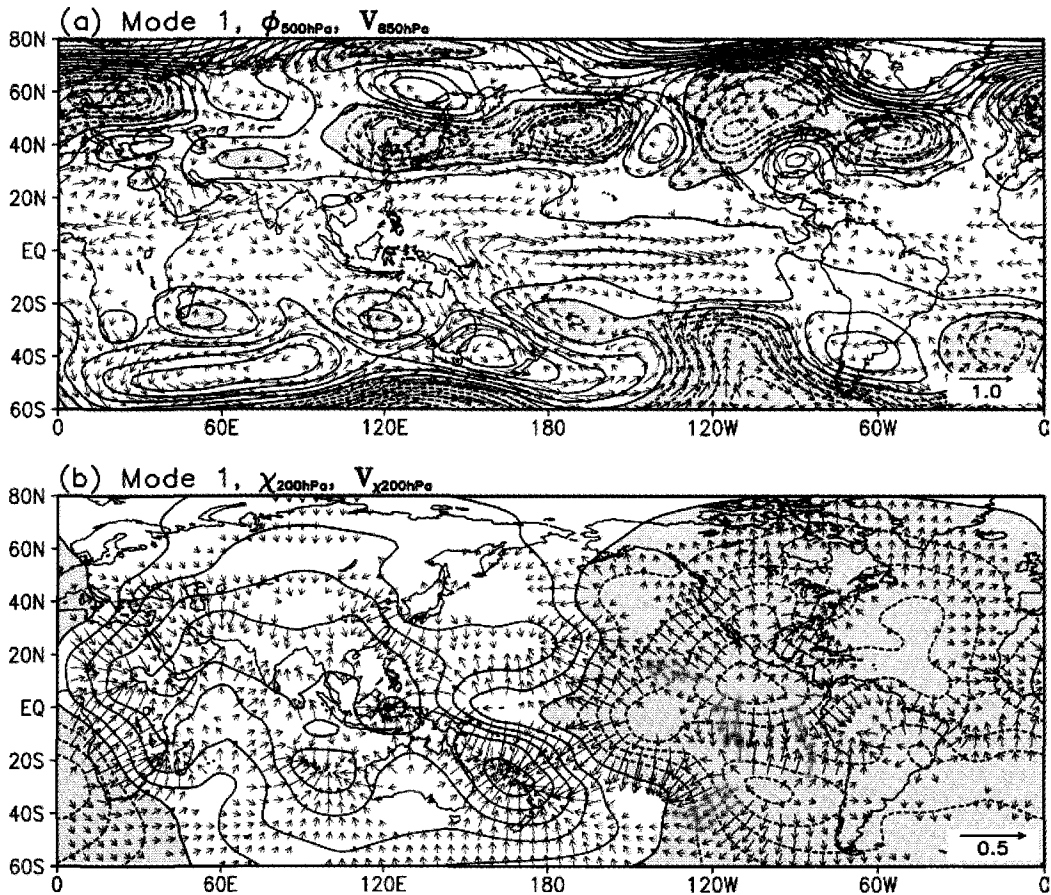 (a) Mode 1, ϕ500hPa, V850hPa
80N
60N
40N
20N
EQ
20S
40S
60S
1.0
0 60E 120E 180 120W 60W 0
(b) Mode 1, χ200hPa, Vχ200hPa
80N
60N
40N
20N
EQ
20S
40S
60S
0.5
0 60E 120E 180 120W 60W 0